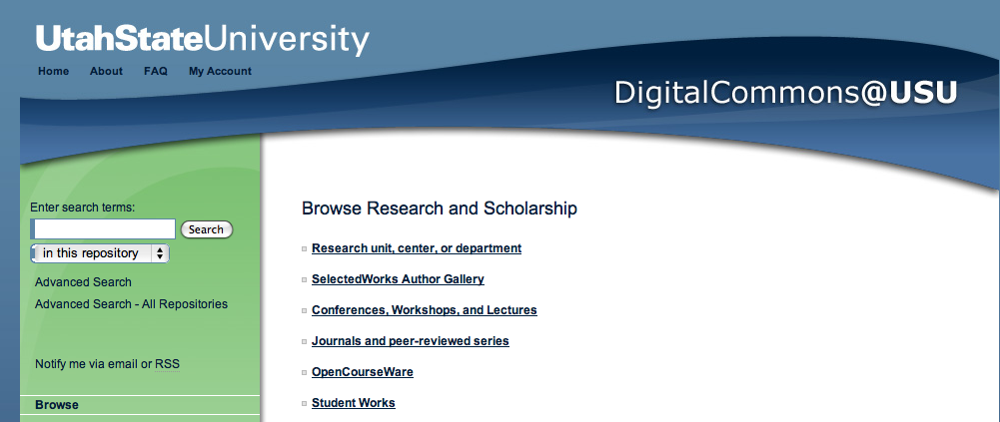 UtahStateUniversity
Home About FAQ My Account
DigitalCommons@USU
Enter search terms:
Search
in this repository
Advanced Search
Advanced Search - All Repositories
Notify me via email or RSS
Browse
Browse Research and Scholarship
Research unit, center, or department
SelectedWorks Author Gallery
Conferences, Workshops, and Lectures
Journals and peer-reviewed series
OpenCourseWare
Student Works